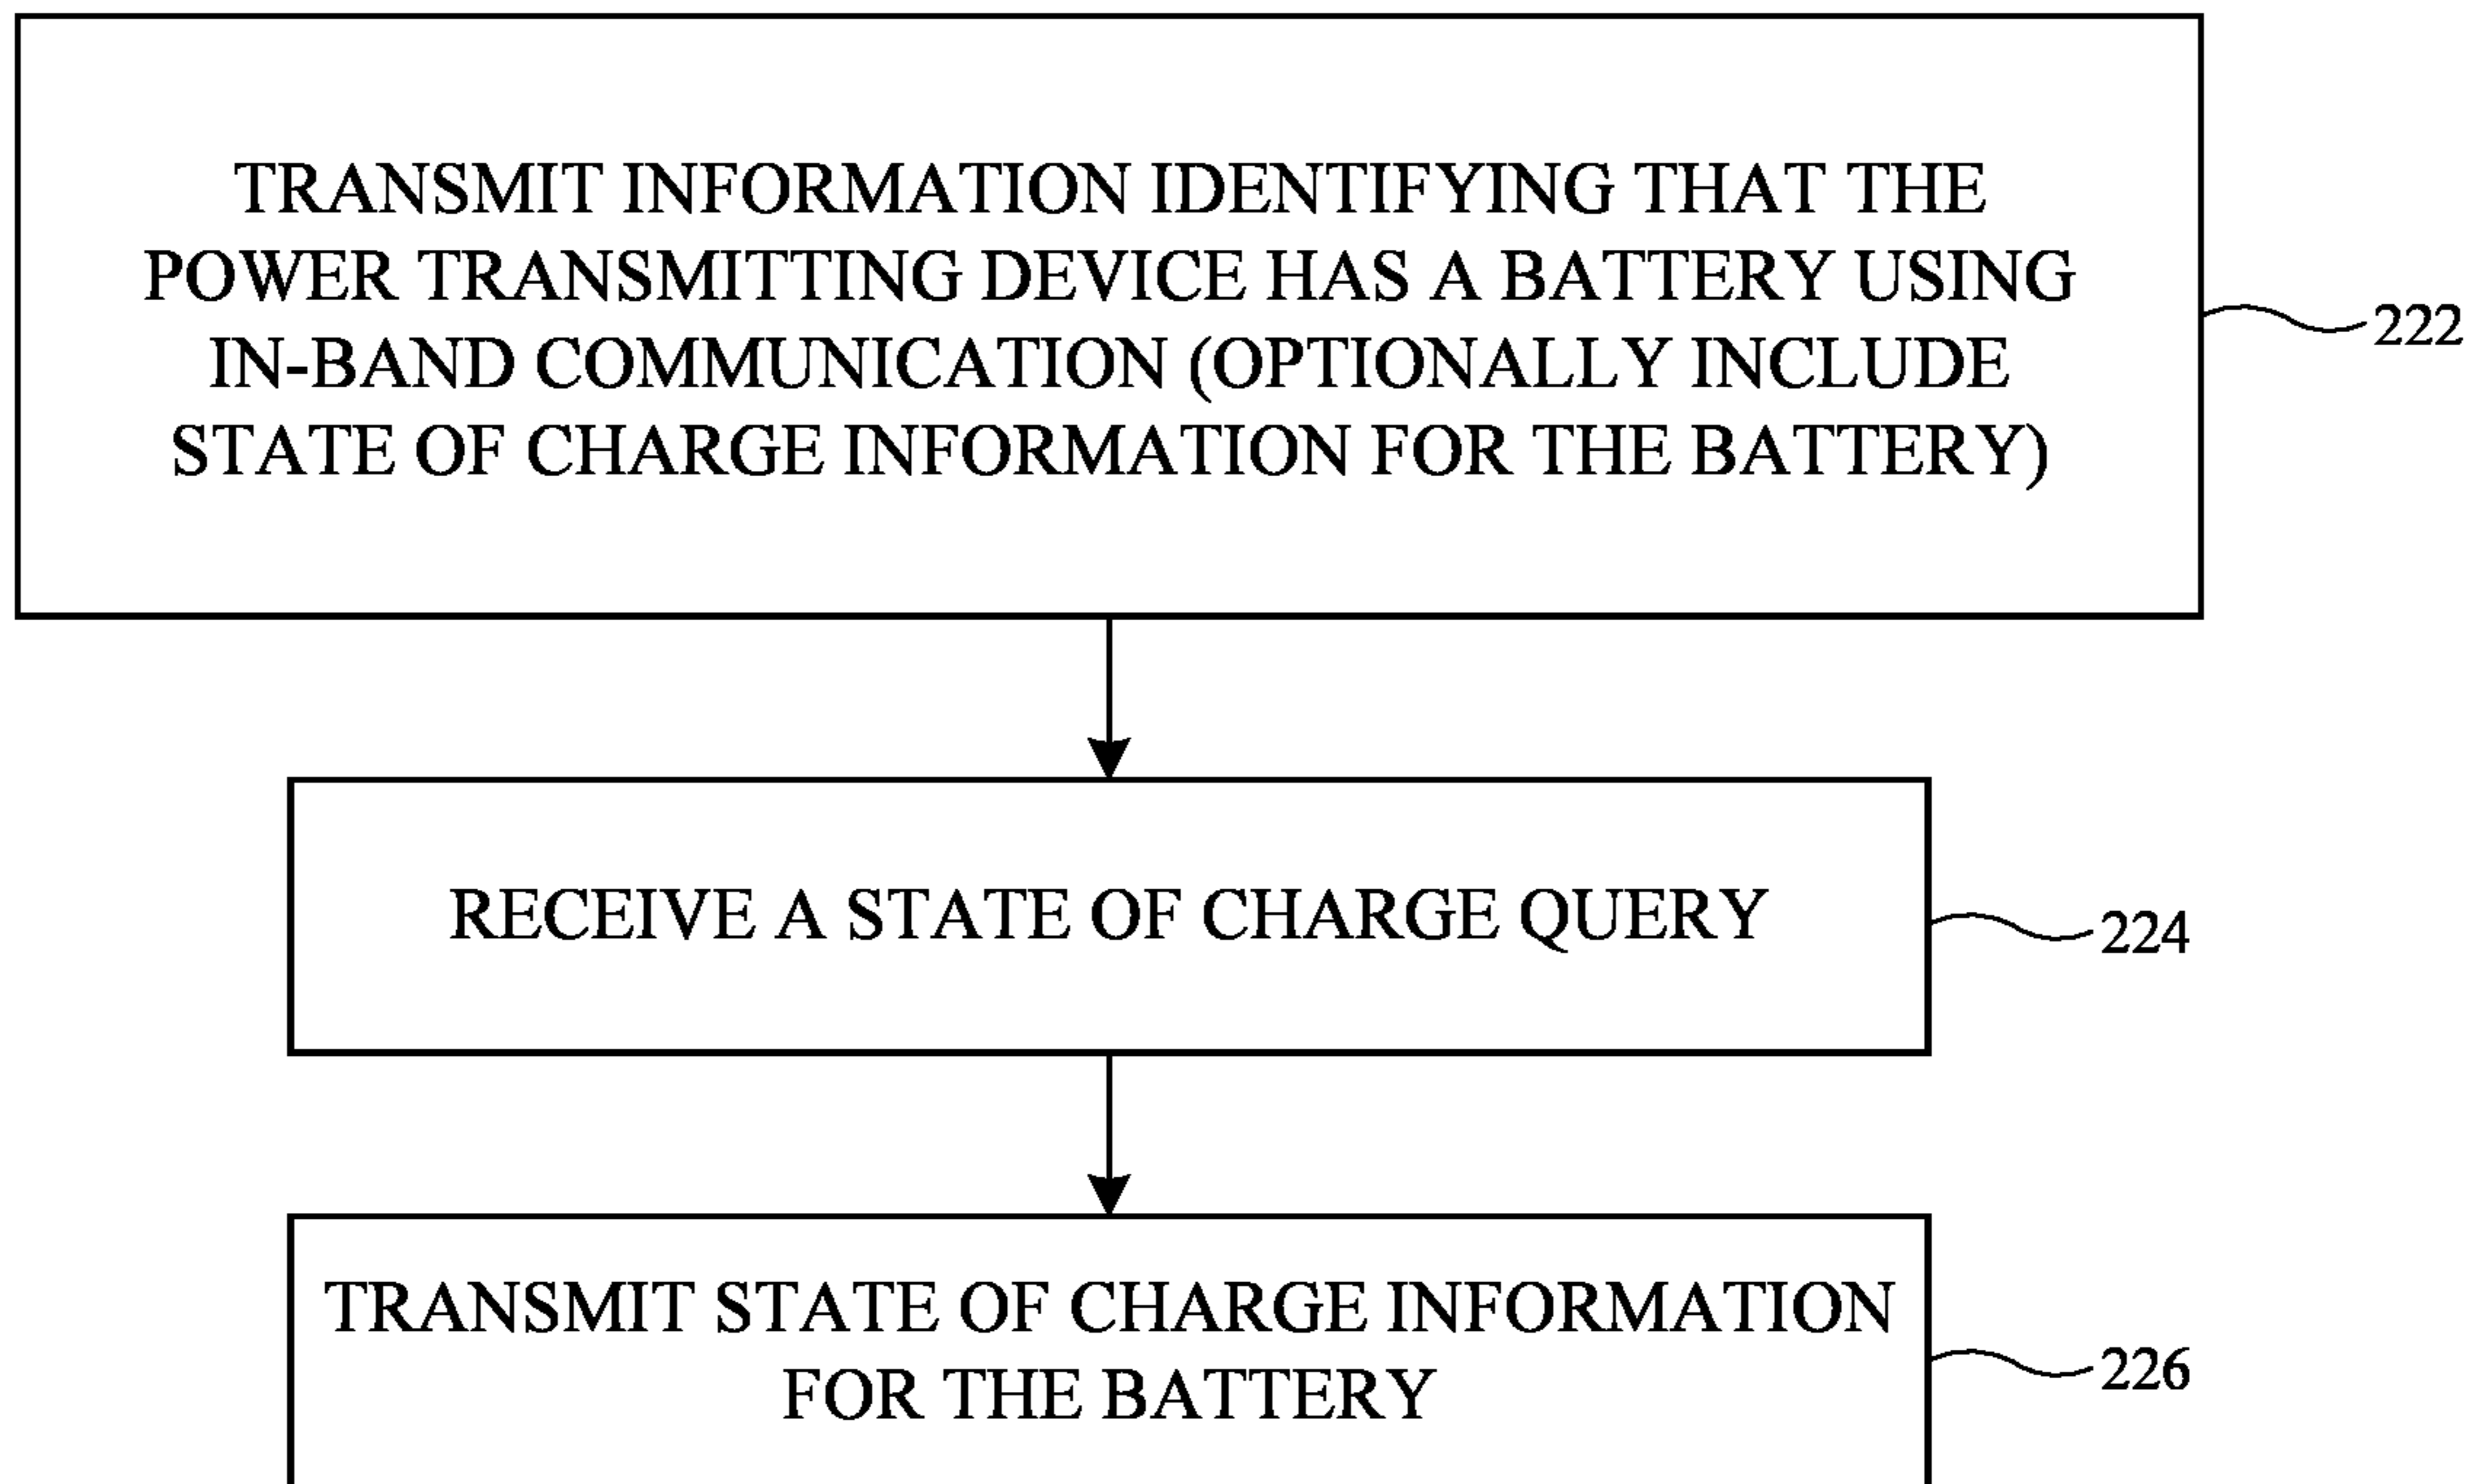 TRANSMIT INFORMATION IDENTIFYING THAT THE
POWER TRANSMITTING DEVICE HAS A BATTERY USING
IN-BAND COMMUNICATION (OPTIONALLY INCLUDE
STATE OF CHARGE INFORMATION FOR THE BATTERY)
222
RECEIVE A STATE OF CHARGE QUERY
224
TRANSMIT STATE OF CHARGE INFORMATION
FOR THE BATTERY
226